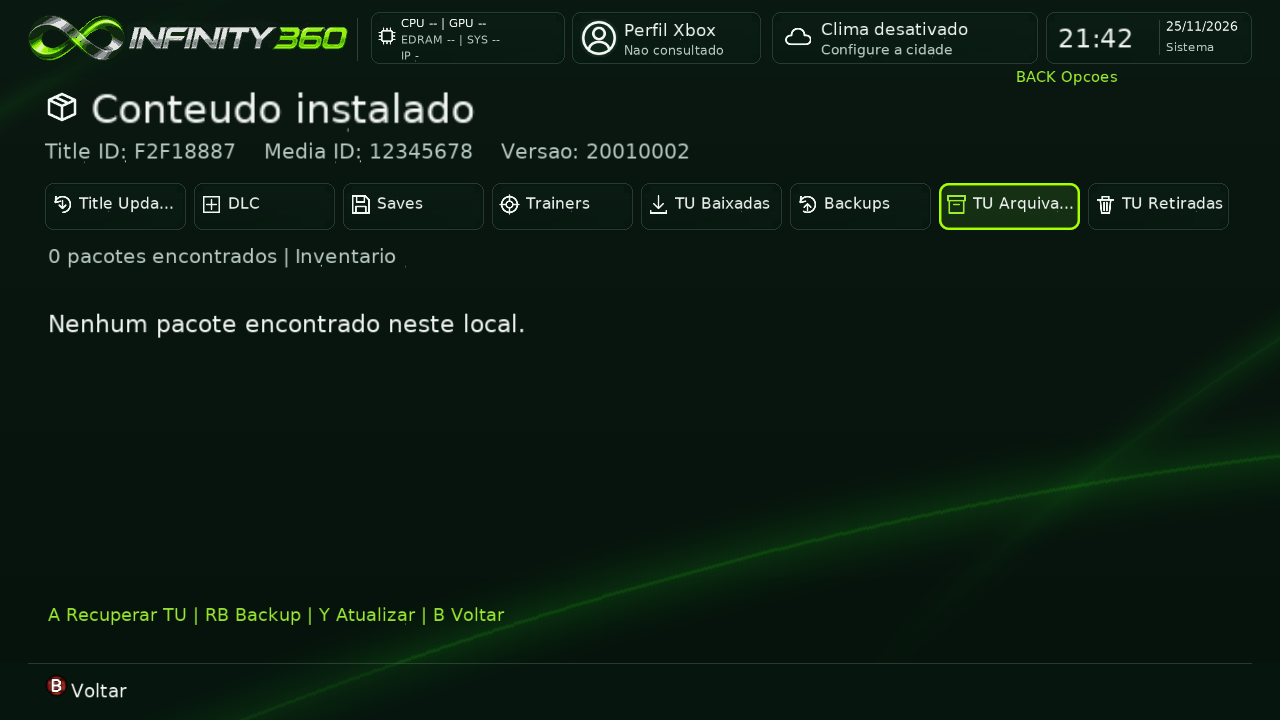 INFINITY 360
CPU -- | GPU --
EDRAM -- | SYS --
IP -
Perfil Xbox
Nao consultado
Clima desativado
Configure a cidade
21:42
25/11/2026
Sistema
BACK Opcoes
Conteudo instalado
Title ID: F2F18887 Media ID: 12345678 Versao: 20010002
Title Upda... DLC Saves Trainers TU Baixadas Backups TU Arquiva... TU Retiradas
0 pacotes encontrados | Inventario
Nenhum pacote encontrado neste local.
A Recuperar TU | RB Backup | Y Atualizar | B Voltar
B Voltar